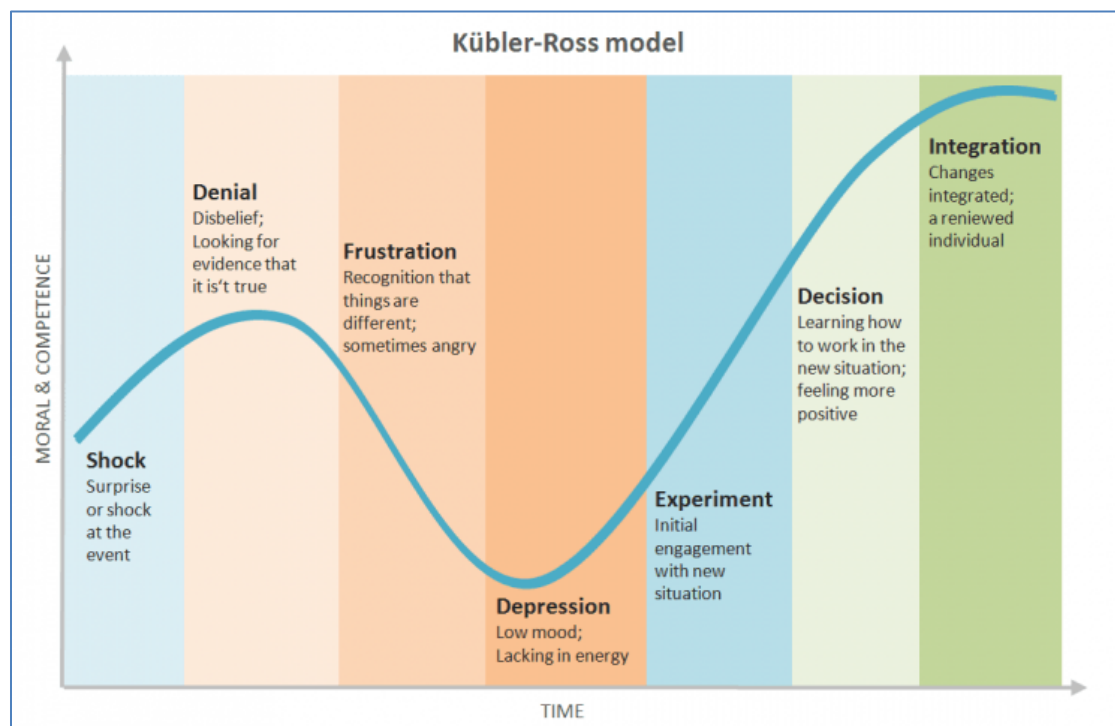 Kübler-Ross model
MORAL & COMPETENCE
Shock
Surprise
or shock
at the
event
Denial
Disbelief;
Looking for
evidence that
it is‘t true
Frustration
Recognition that
things are
different;
sometimes angry
Depression
Low mood;
Lacking in energy
Experiment
Initial
engagement
with new
situation
Decision
Learning how
to work in the
new situation;
feeling more
positive
Integration
Changes
integrated;
a reniewed
individual
TIME